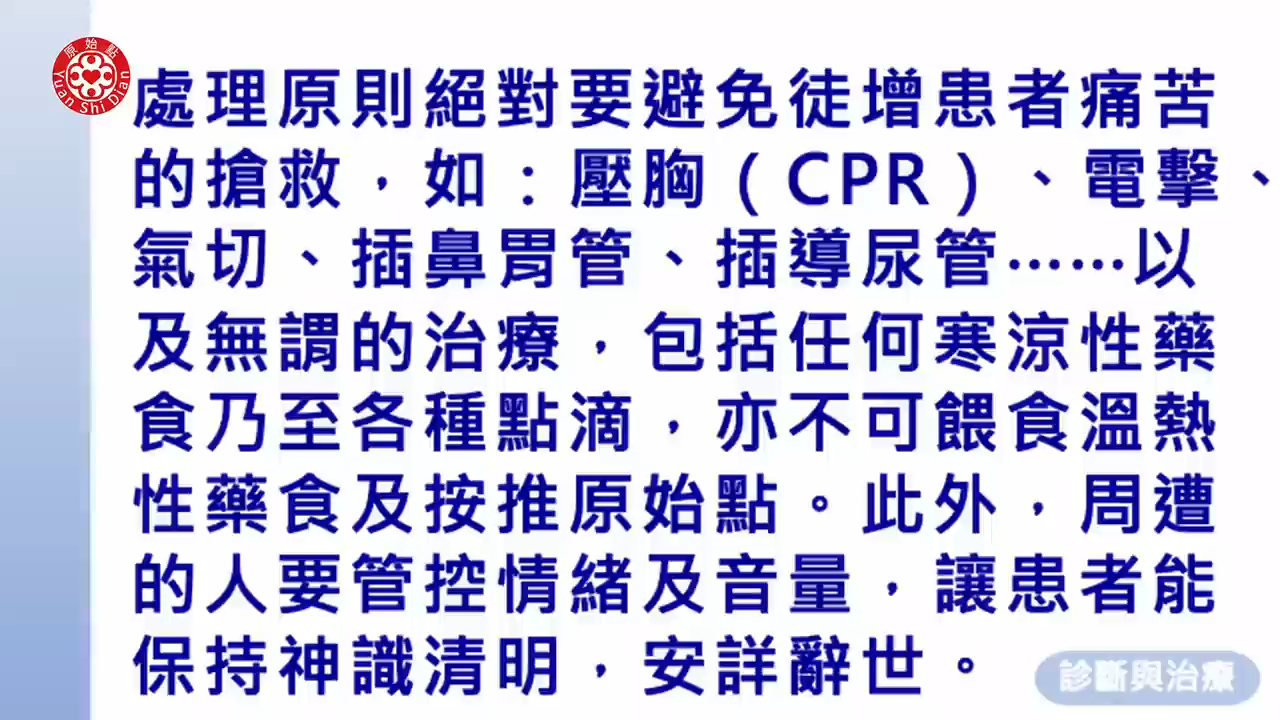 原始點
Yuan Shi Dian
處理原則絕對要避免徒增患者痛苦
的搶救，如：壓胸（CPR）、電擊、
氣切、插鼻胃管、插導尿管⋯⋯以
及無謂的治療，包括任何寒涼性藥
食乃至各種點滴，亦不可餵食溫熱
性藥食及按推原始點。此外，周遭
的人要管控情緒及音量，讓患者能
保持神識清明，安詳辭世。
診斷與治療